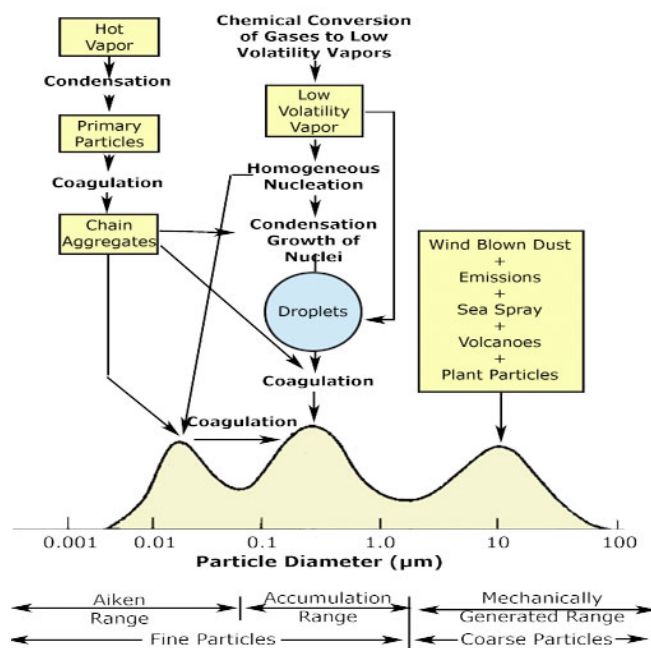 Hot
Vapor
Condensation
Primary
Particles
Coagulation
Chain
Aggregates
Chemical Conversion
of Gases to Low
Volatility Vapors
Low
Volatility
Vapor
Homogeneous
Nucleation
Condensation
Growth of
Nuclei
Droplets
Coagulation
Coagulation
Wind Blown Dust
+
Emissions
+
Sea Spray
+
Volcanoes
+
Plant Particles
0.001 0.01 0.1 1.0 10 100
Particle Diameter (µm)
Aiken
Range
Accumulation
Range
Mechanically
Generated Range
Fine Particles
Coarse Particles